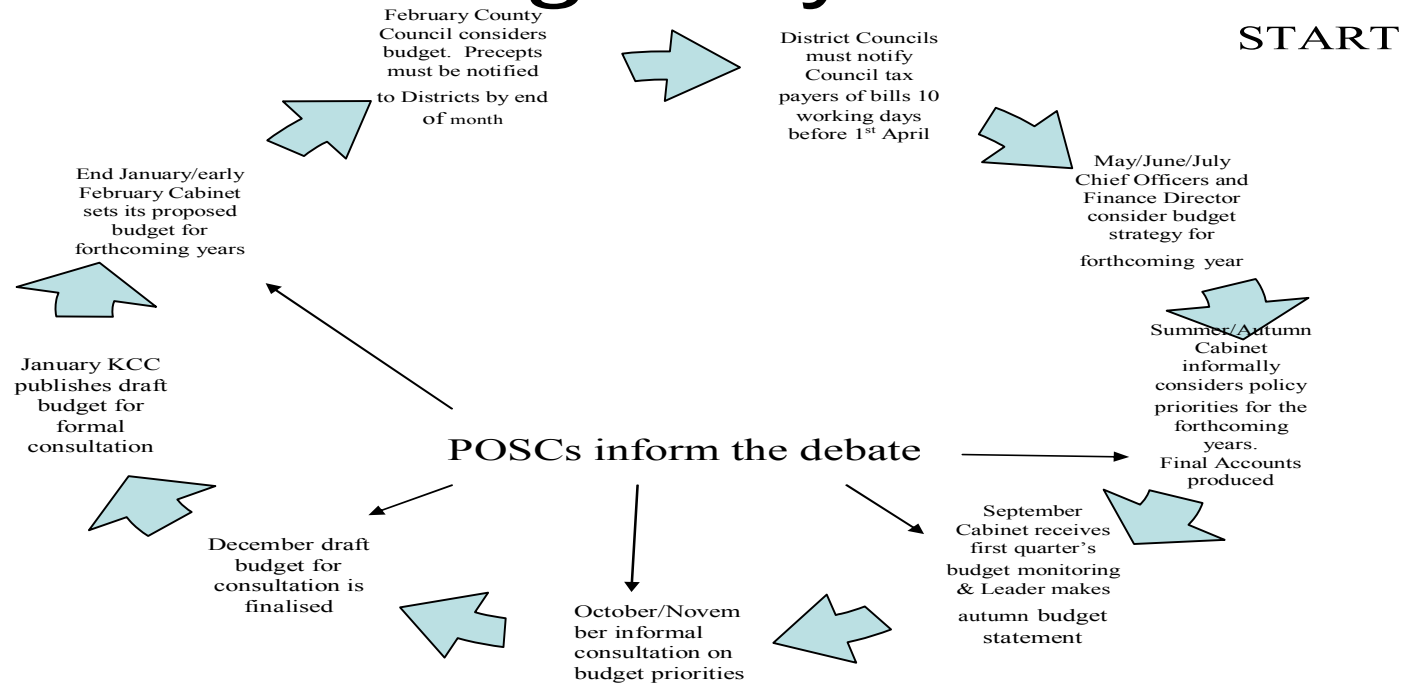 START
February County
Council considers
budget. Precepts
must be notified
to Districts by end
of month
District Councils
must notify
Council tax
payers of bills 10
working days
before 1st April
May/June/July
Chief Officers and
Finance Director
consider budget
strategy for
forthcoming year
Summer/Autumn
Cabinet
informally
considers policy
priorities for the
forthcoming
years.
Final Accounts
produced
September
Cabinet receives
first quarter’s
budget monitoring
& Leader makes
autumn budget
statement
October/Novem
ber informal
consultation on
budget priorities
December draft
budget for
consultation is
finalised
January KCC
publishes draft
budget for
formal
consultation
End January/early
February Cabinet
sets its proposed
budget for
forthcoming years
POSCs inform the debate